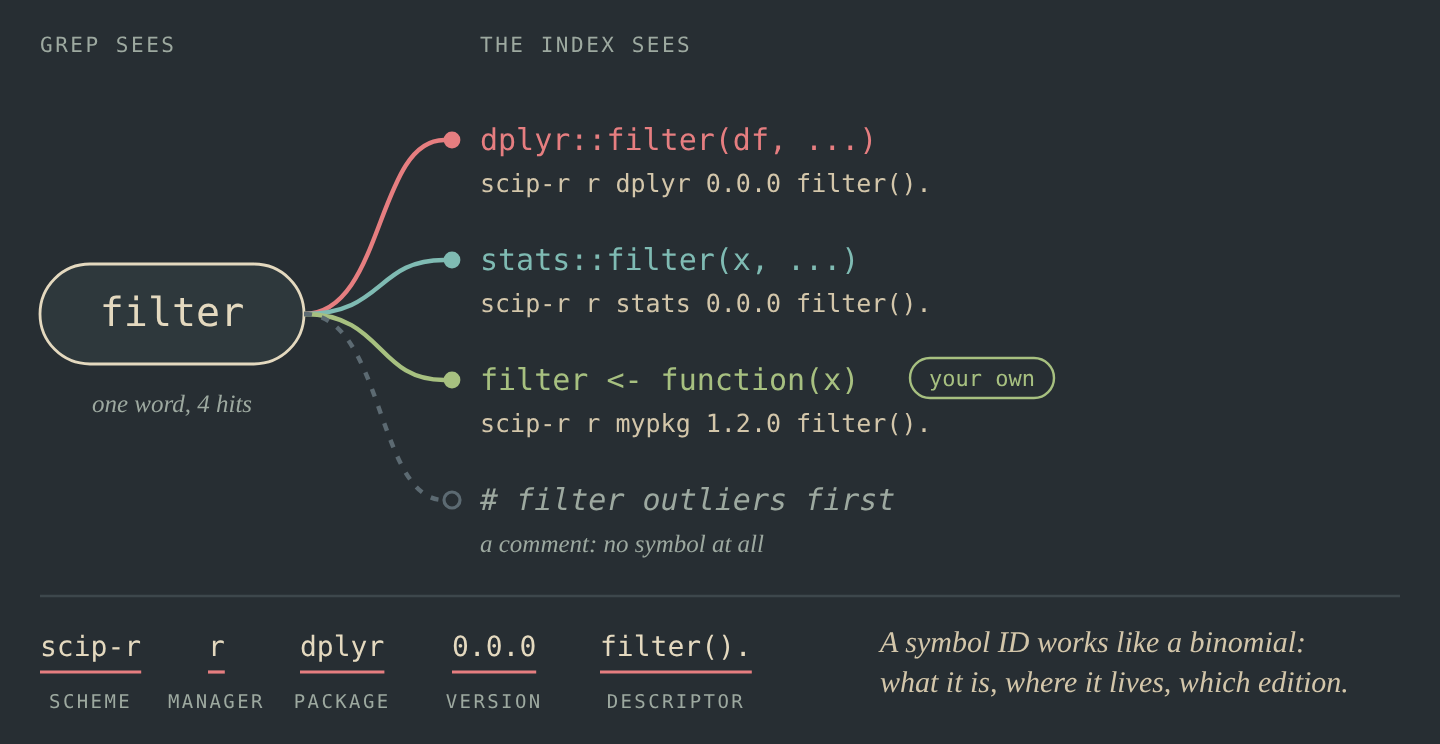 GREP SEES
THE INDEX SEES
dplyr::filter(df, ...)
scip-r r dplyr 0.0.0 filter().
stats::filter(x, ...)
scip-r r stats 0.0.0 filter().
filter
one word, 4 hits
filter <- function(x)
your own
scip-r r mypkg 1.2.0 filter().
# filter outliers first
a comment: no symbol at all
scip-r r dplyr 0.0.0 filter().
SCHEME MANAGER PACKAGE VERSION DESCRIPTOR
A symbol ID works like a binomial:
what it is, where it lives, which edition.